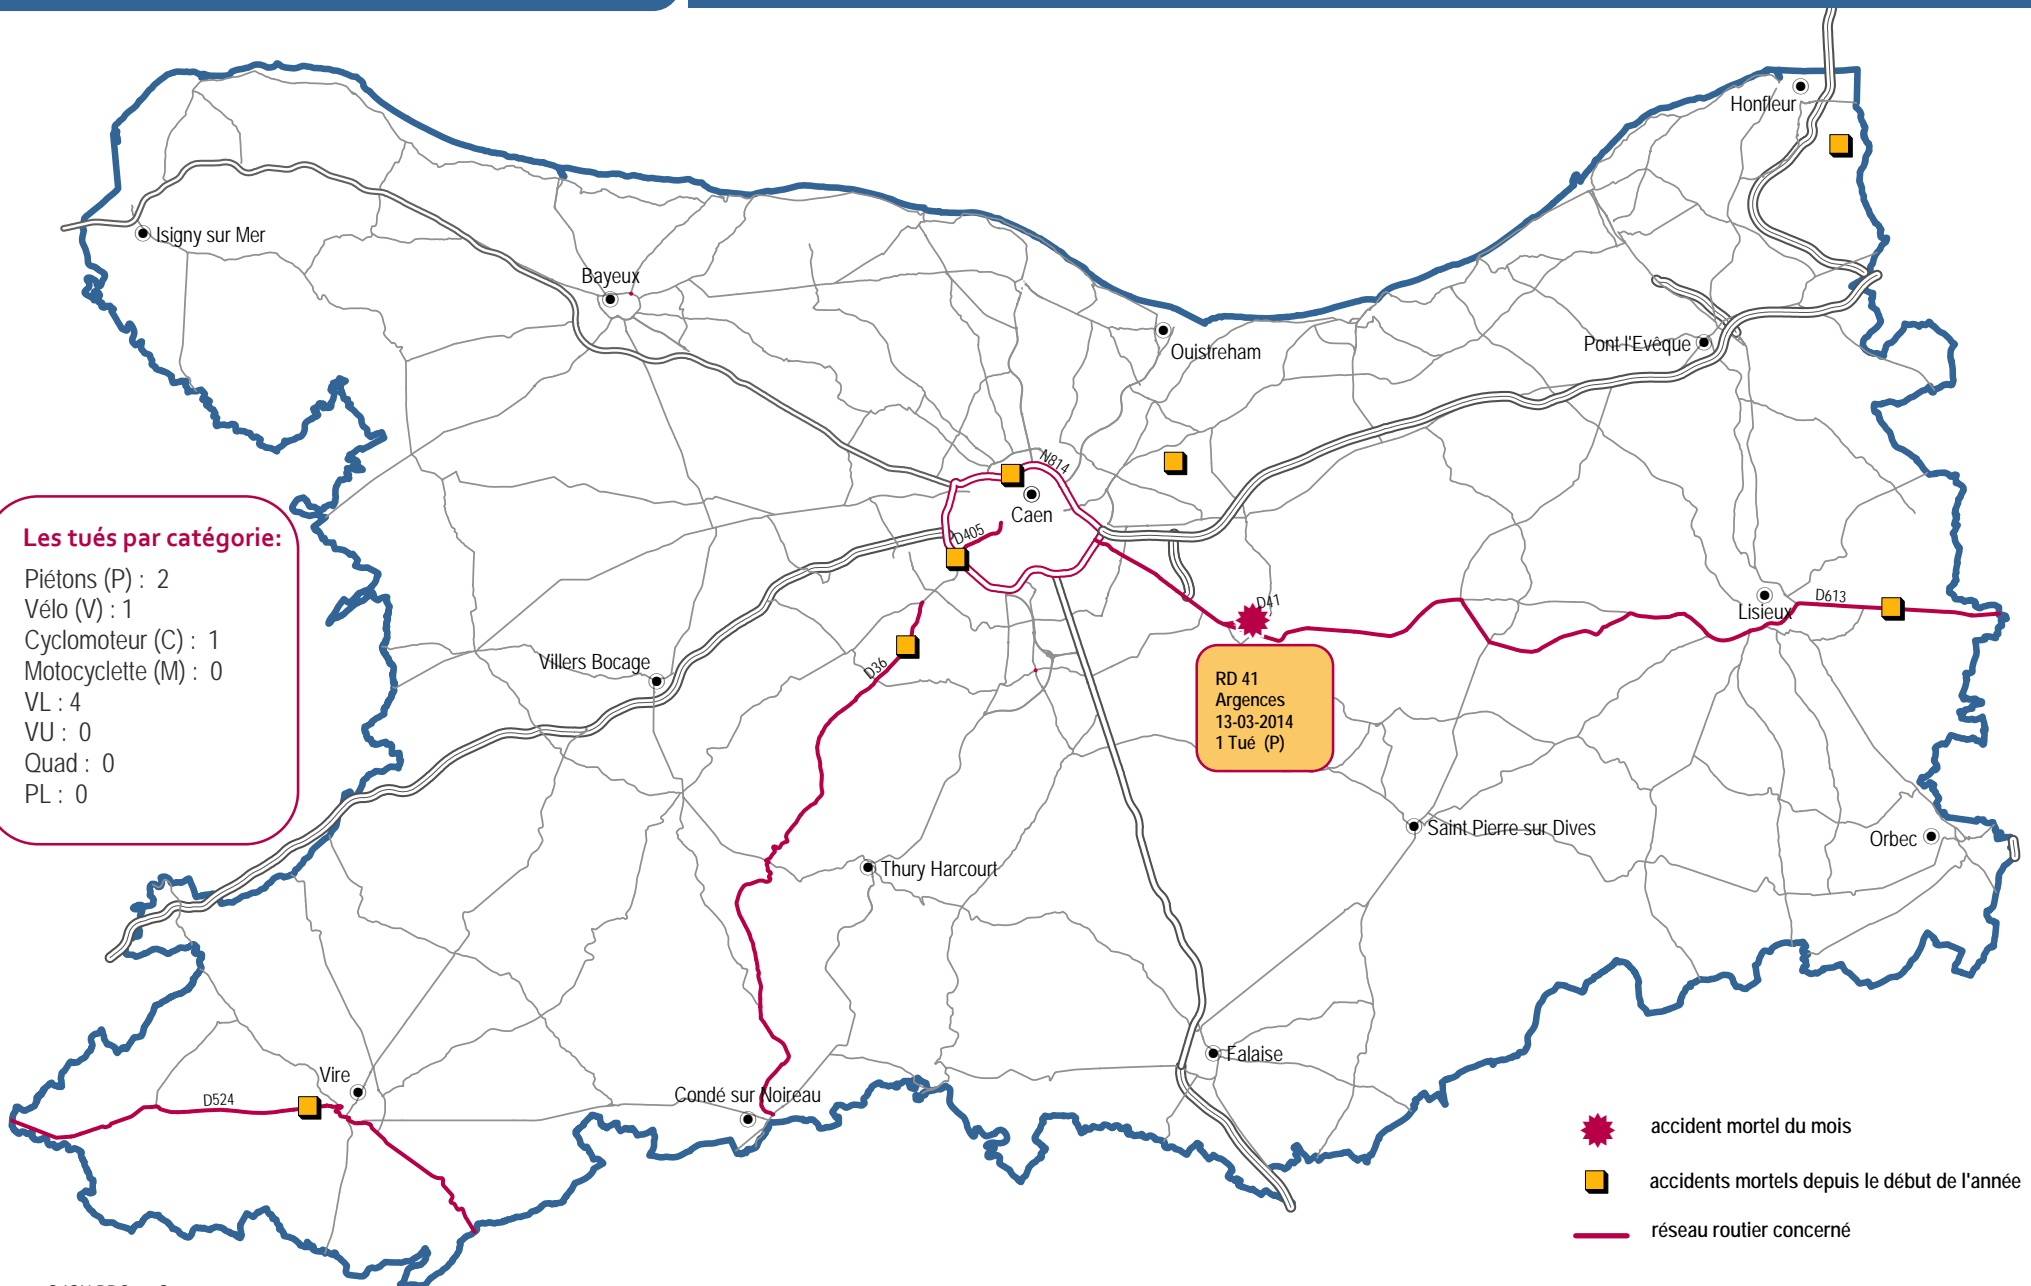 Honfleur
Isigny sur Mer
Bayeux
Ouistreham
Pont l'Evêque
N814
Caen
D405
Les tués par catégorie:
Piétons (P) : 2
Vélo (V) : 1
Cyclomoteur (C) : 1
Motocyclette (M) : 0
VL : 4
VU : 0
Quad : 0
PL : 0
D41
D613
Lisieux
Villers Bocage
D36
RD 41
Argences
13-03-2014
1 Tué (P)
Saint Pierre sur Dives
Orbec
Thury Harcourt
Falaise
Vire
D524
Condé sur Noireau
accident mortel du mois
accidents mortels depuis le début de l'année
réseau routier concerné